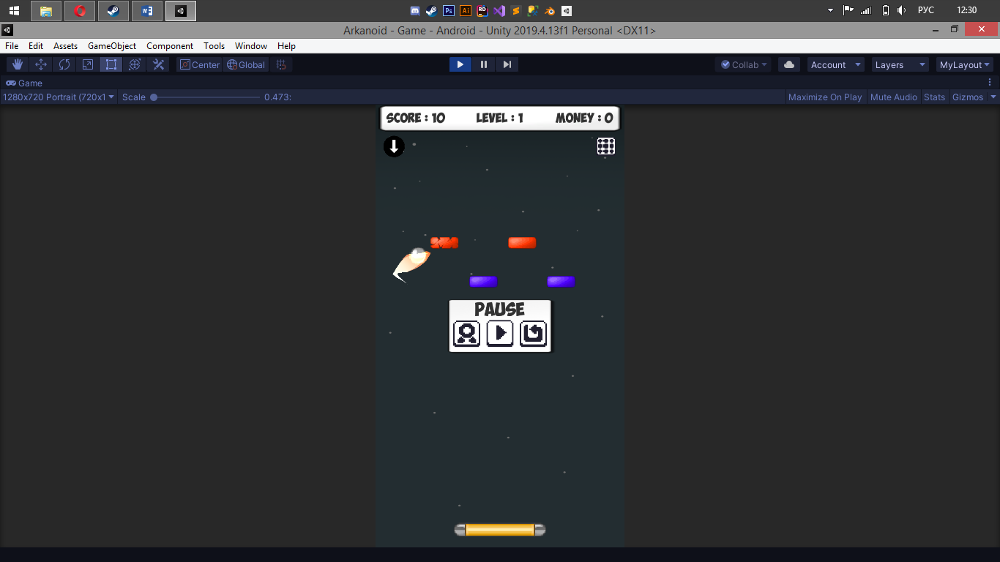 РУС
12:30
Arkanoid - Game - Android - Unity 2019.4.13f1 Personal <DX11>
File Edit Assets GameObject Component Tools Window Help
Center Global Collab Account Layers MyLayout
Game
1280x720 Portrait (720x1 Scale 0.473: Maximize On Play Mute Audio Stats Gizmos
SCORE : 10 LEVEL : 1 MONEY : 0
PAUSE